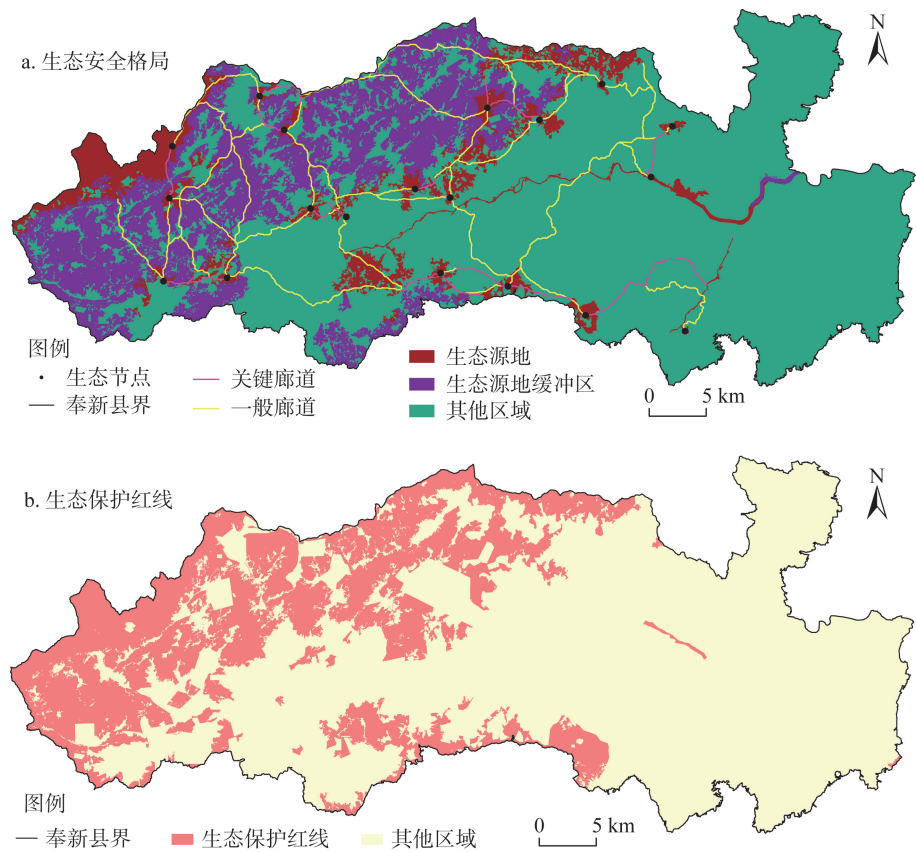 a. 生态安全格局
N
图例
生态节点
关键廊道
生态源地
奉新县界
一般廊道
生态源地缓冲区
其他区域
0 5 km
b. 生态保护红线
N
图例
奉新县界
生态保护红线
其他区域
0 5 km